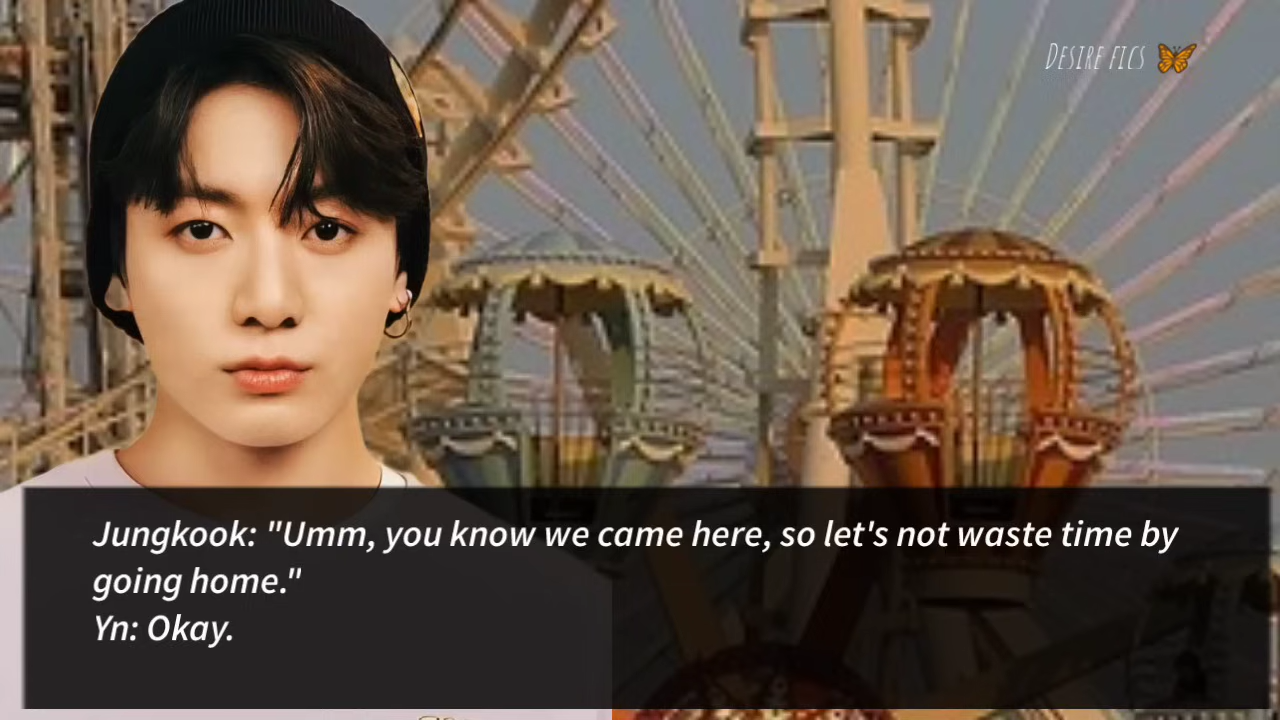 Desire fics 🦋
Jungkook: "Umm, you know we came here, so let's not waste time by
going home."
Yn: Okay.